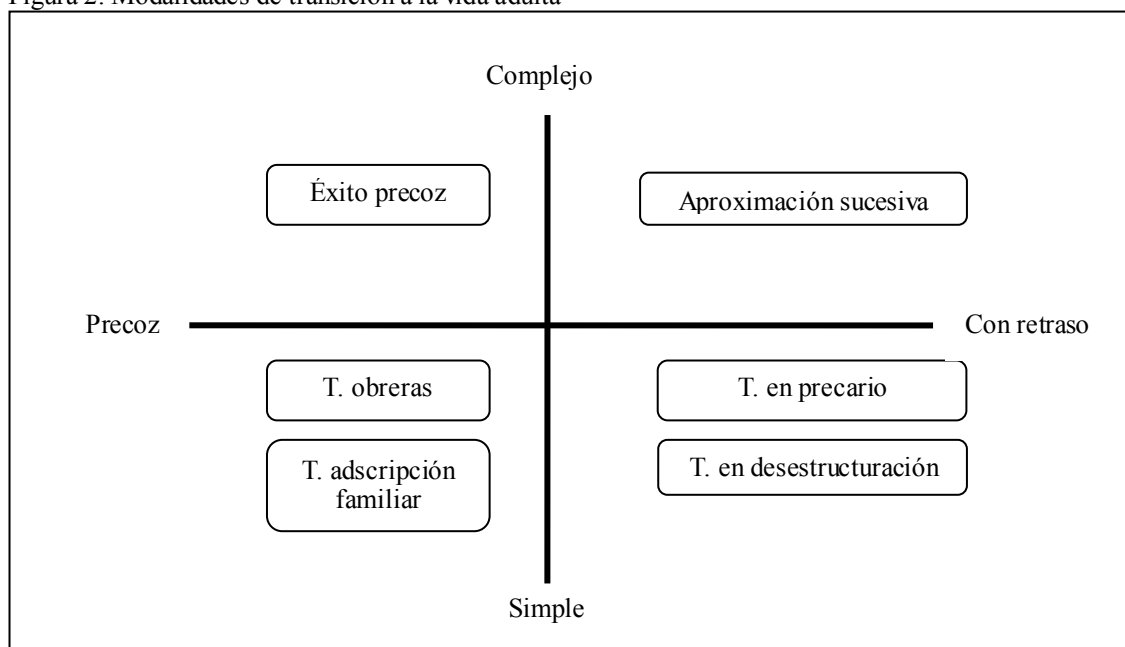 Figura 2. Modalidades de transición a la vida adulta
Complejo
Éxito precoz
Aproximación sucesiva
Precoz
Con retraso
T. obreras
T. en precario
T. adscripción
familiar
T. en desestructuración
Simple